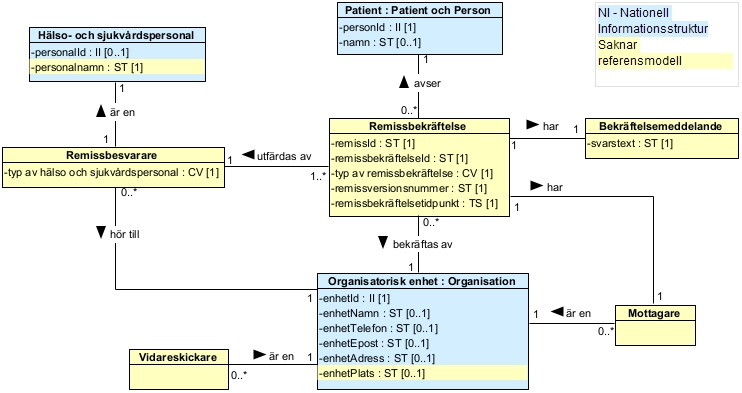 Patient : Patient och Person
-personId : II [1]
-namn : ST [0..1]
NI - Nationell
Informationsstruktur
Saknar
referensmodell
Hälso- och sjukvårdspersonal
-personalId : II [0..1]
-personalnamn : ST [1]
1
är en
1
1
avser
0..*
Remissbesvarare
-typ av hälso och sjukvårdspersonal : CV [1]
1
utfärdas av
1..*
Remissbekräftelse
-remissId : ST [1]
-remissbekräftelseId : ST [1]
-typ av remissbekräftelse : CV [1]
-remissversionsnummer : ST [1]
-remissbekräftelsetidpunkt : TS [1]
1
har
1
Bekräftelsemeddelande
-svarstext : ST [1]
har
1
1
0..*
hör till
1
0..*
bekräftas av
1
Organisatorisk enhet : Organisation
-enhetId : II [1]
-enhetNamn : ST [0..1]
-enhetTelefon : ST [0..1]
-enhetEpost : ST [0..1]
-enhetAdress : ST [0..1]
-enhetPlats : ST [0..1]
1
är en
0..*
Mottagare
Vidareskickare
0..*
är en
1